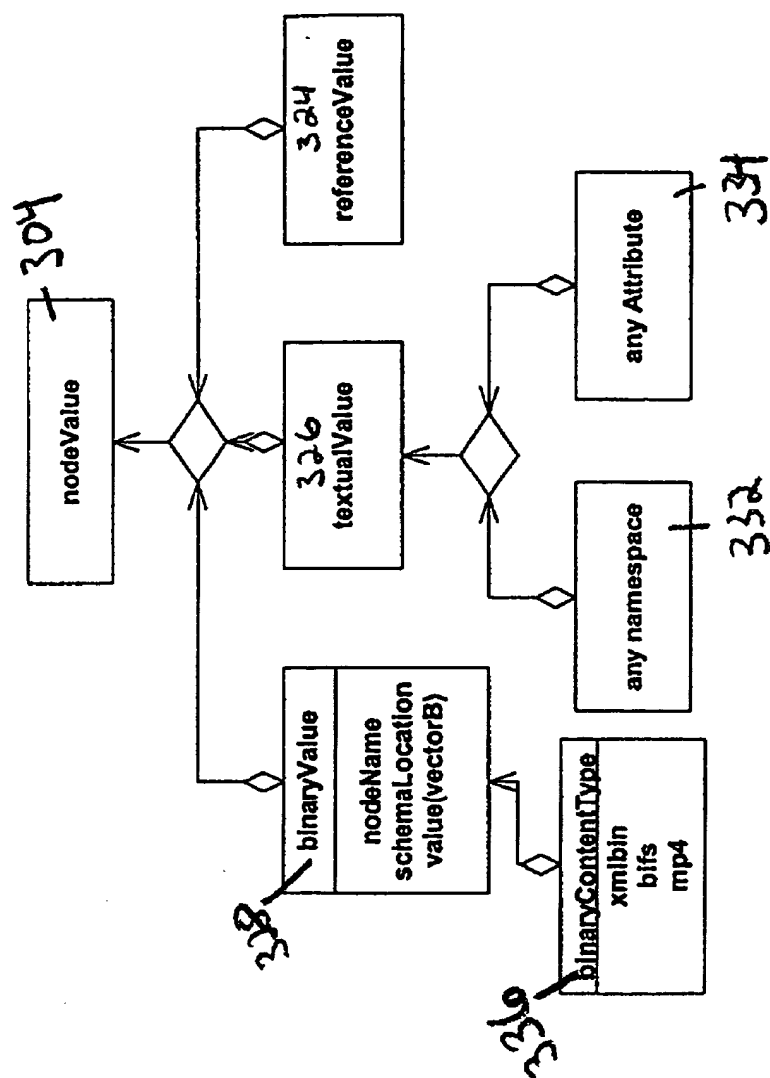 304
nodeValue
328
binaryValue
nodeName
schemaLocation
value(vectorB)
326
textualValue
324
referenceValue
336
binaryContentType
xmlbin
bifs
mp4
any namespace
332
any Attribute
334